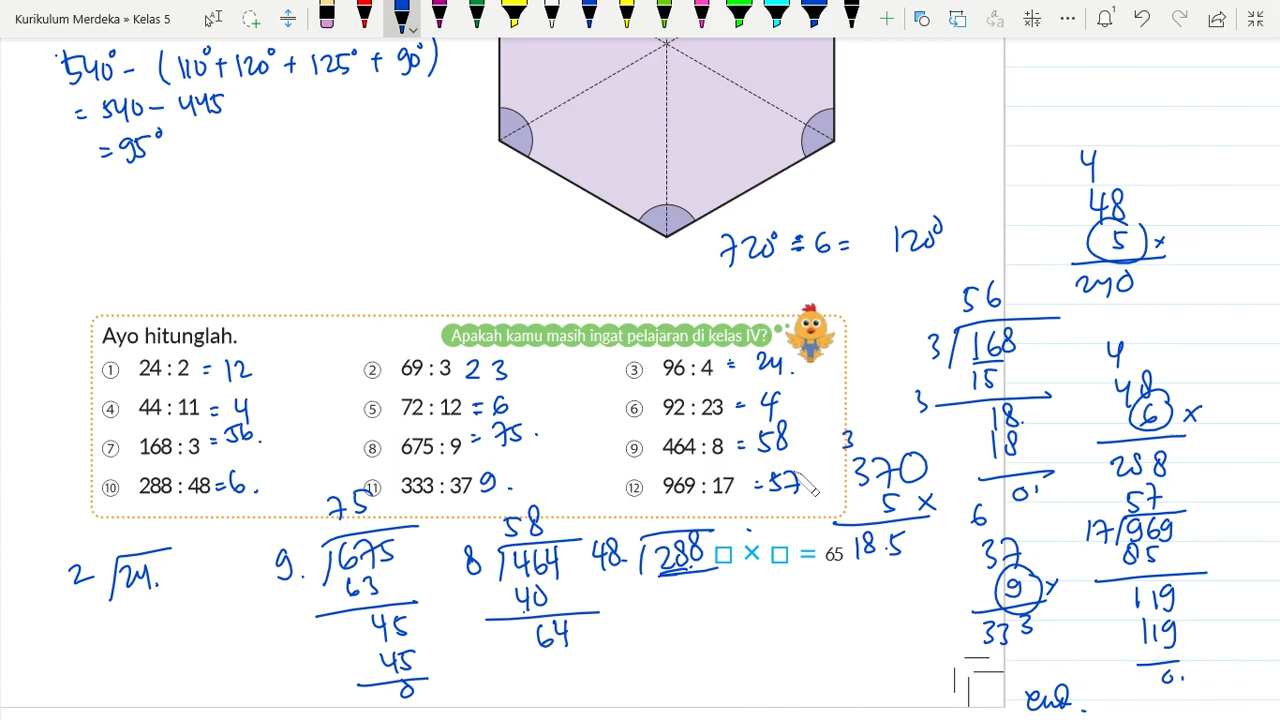 Kurikulum Merdeka » Kelas 5
540° - (110° + 120° + 125° + 90°)
= 540 - 445
= 95°
720° : 6 = 120°
4
48
5 x
240
Ayo hitunglah.
Apakah kamu masih ingat pelajaran di kelas IV?
① 24 : 2 = 12
② 69 : 3 23
③ 96 : 4 = 24.
④ 44 : 11 = 4
⑤ 72 : 12 = 6
⑥ 92 : 23 = 4
⑦ 168 : 3 = 56.
⑧ 675 : 9 = 75.
⑨ 464 : 8 = 58
⑩ 288 : 48 = 6.
⑪ 333 : 37 9.
⑫ 969 : 17 = 57
56
3 168
15
3
18.
18
0.
4
48
6 x
288
3
370
5 x
18.5
2 24.
75
9. 675
63
45
45
0
58
8 464
40
64
48. 288
□ × □ = 65
6
37
9 x
333
57
17 969
85
119
119
0.
end.